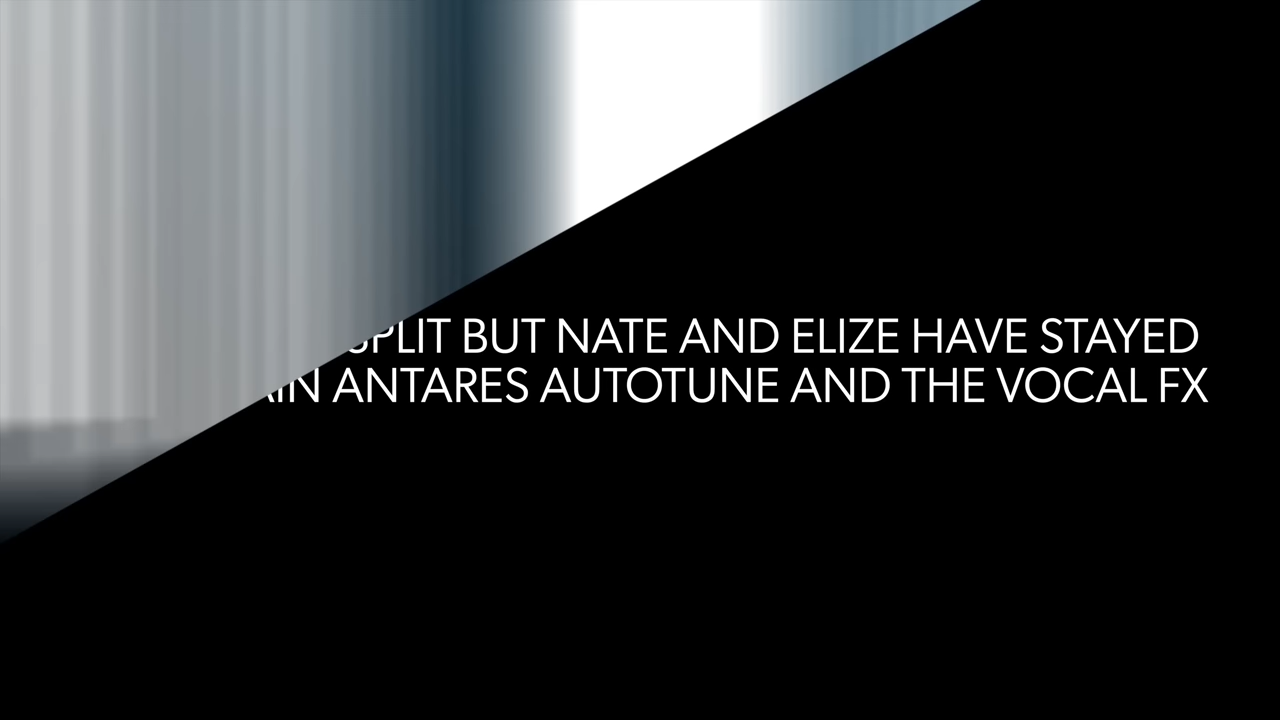 SPLIT BUT NATE AND ELIZE HAVE STAYED
ANTARES AUTOTUNE AND THE VOCAL FX